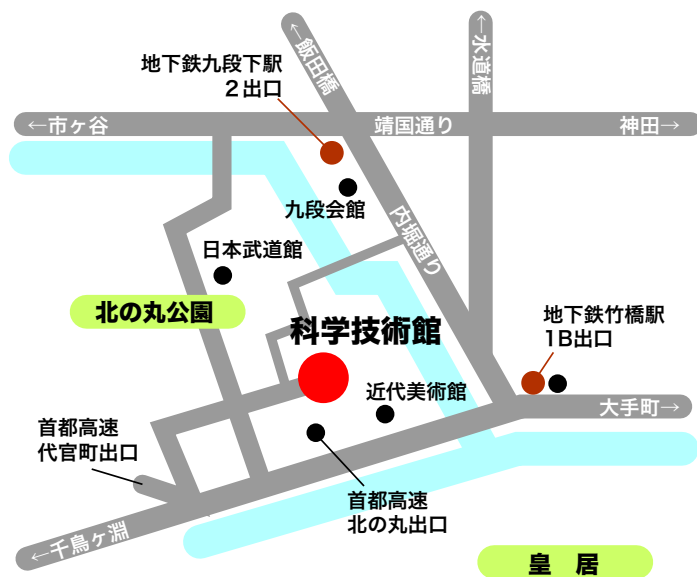 ←飯田橋
←水道橋
地下鉄九段下駅
２出口
←市ヶ谷
靖国通り
神田→
九段会館
内堀通り
日本武道館
北の丸公園
科学技術館
地下鉄竹橋駅
1B出口
近代美術館
大手町→
首都高速
代官町出口
首都高速
北の丸出口
←千鳥ヶ淵
皇　居